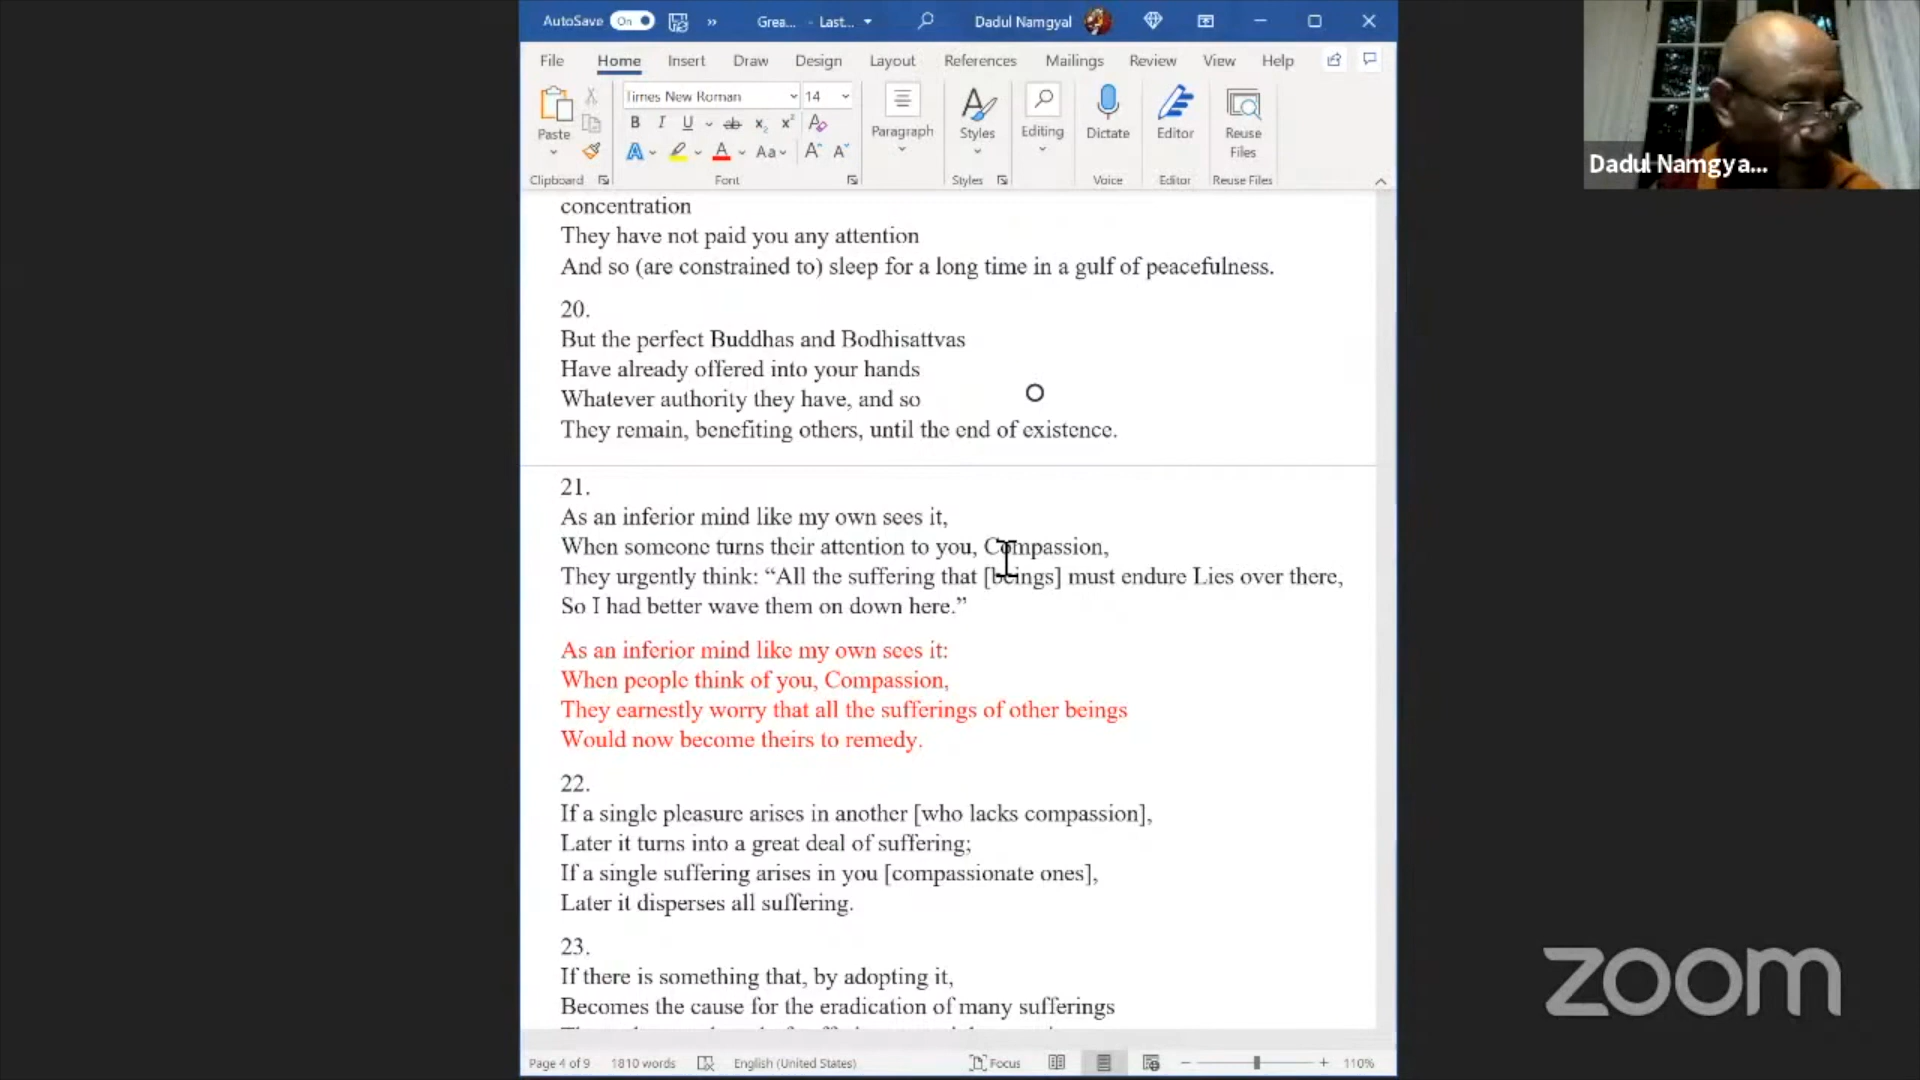 AutoSave On » Grea... - Last... Dadul Namgyal
File Home Insert Draw Design Layout References Mailings Review View Help
Times New Roman 14
Paste
B I U ab x₂ x² A
A A Aa A A
Paragraph Styles Editing Dictate Editor Reuse Files
Clipboard Font Styles Voice Editor Reuse Files
Dadul Namgya...
concentration
They have not paid you any attention
And so (are constrained to) sleep for a long time in a gulf of peacefulness.
20.
But the perfect Buddhas and Bodhisattvas
Have already offered into your hands
Whatever authority they have, and so
They remain, benefiting others, until the end of existence.
21.
As an inferior mind like my own sees it,
When someone turns their attention to you, Compassion,
They urgently think: “All the suffering that [beings] must endure Lies over there,
So I had better wave them on down here.”
As an inferior mind like my own sees it:
When people think of you, Compassion,
They earnestly worry that all the sufferings of other beings
Would now become theirs to remedy.
22.
If a single pleasure arises in another [who lacks compassion],
Later it turns into a great deal of suffering;
If a single suffering arises in you [compassionate ones],
Later it disperses all suffering.
23.
If there is something that, by adopting it,
Becomes the cause for the eradication of many sufferings
Page 4 of 9 1810 words English (United States) Focus 110%
zoom